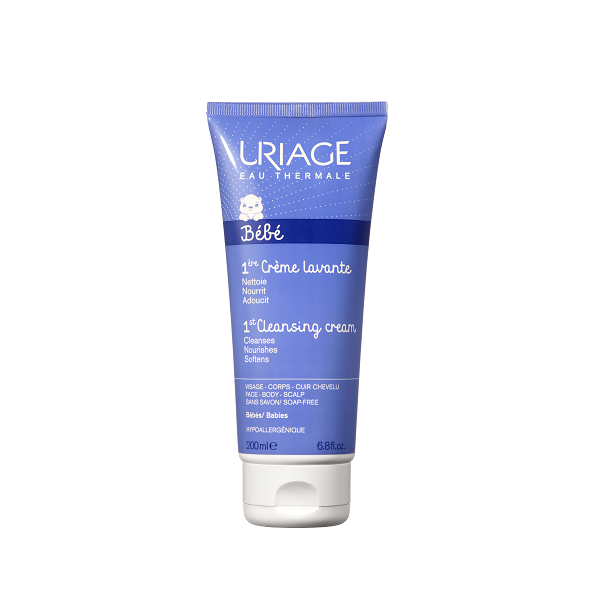 URIAGE
EAU THERMALE
Bébé
1ère Crème lavante
Nettoie
Nourrit
Adoucit
1st Cleansing cream
Cleanses
Nourishes
Softens
VISAGE - CORPS - CUIR CHEVELU
FACE - BODY - SCALP
SANS SAVON/ SOAP-FREE
Bébés/ Babies
HYPOALLERGÉNIQUE
200ml℮ 6.8fl.oz.